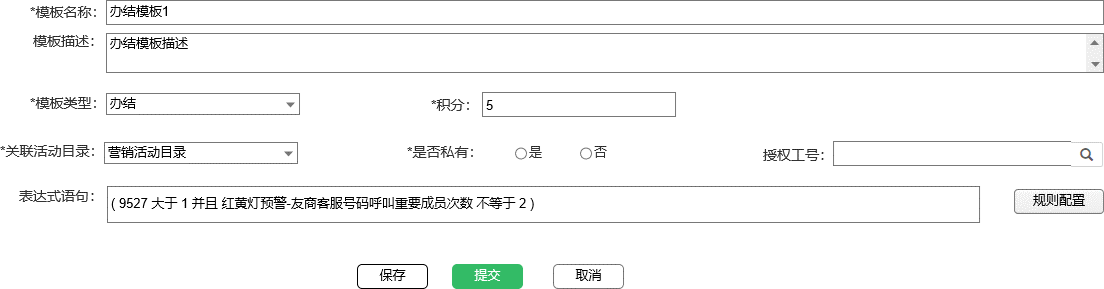 *模板名称： 办结模板1
模板描述： 办结模板描述
*模板类型： 办结 *积分： 5
*关联活动目录： 营销活动目录 *是否私有： 是 否 授权工号：
表达式语句： ( 9527 大于 1 并且 红黄灯预警-友商客服号码呼叫重要成员次数 不等于 2 ) 规则配置
保存 提交 取消